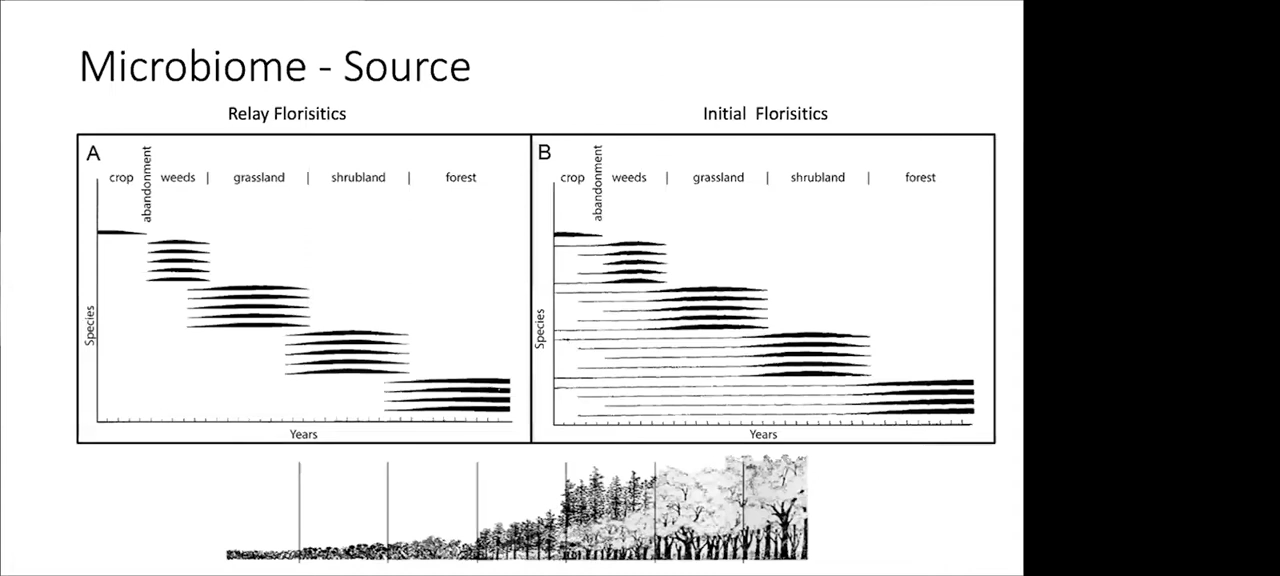 Microbiome - Source
Relay Florisitics
Initial Florisitics
A
crop
abandonment
weeds | grassland | shrubland | forest
Species
Years
B
crop
abandonment
weeds | grassland | shrubland | forest
Species
Years